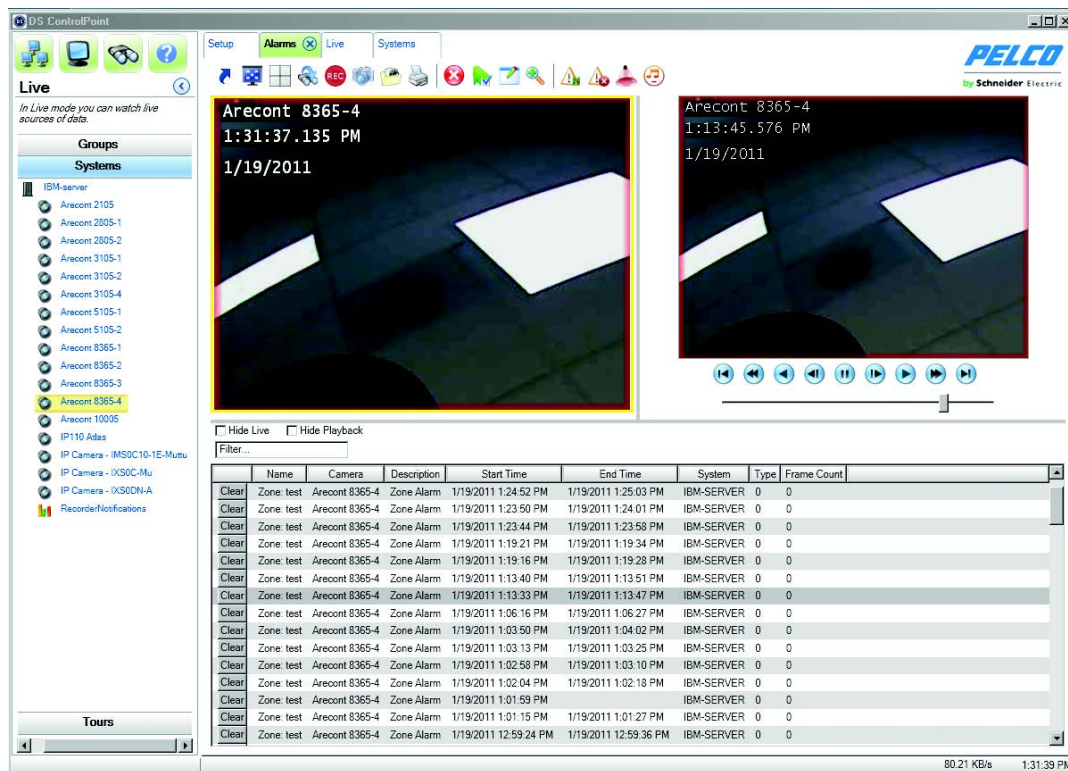 DS ControlPoint
Live
In Live mode you can watch live
sources of data.
Groups
Systems
IBM-server
Arecont 2105
Arecont 2805-1
Arecont 2805-2
Arecont 3105-1
Arecont 3105-2
Arecont 3105-4
Arecont 5105-1
Arecont 5105-2
Arecont 8365-1
Arecont 8365-2
Arecont 8365-3
Arecont 8365-4
Arecont 10005
IP110 Atlas
IP Camera - IMS0C10-1E-Muttu
IP Camera - IXS0C-Mu
IP Camera - IXS0DN-A
RecorderNotifications
Tours
Setup Alarms Live Systems
REC
PELCO
by Schneider Electric
Arecont 8365-4
1:31:37.135 PM
1/19/2011
Arecont 8365-4
1:13:45.576 PM
1/19/2011
Hide Live Hide Playback
Filter...
Name Camera Description Start Time End Time System Type Frame Count
Clear Zone: test Arecont 8365-4 Zone Alarm 1/19/2011 1:24:52 PM 1/19/2011 1:25:03 PM IBM-SERVER 0 0
Clear Zone: test Arecont 8365-4 Zone Alarm 1/19/2011 1:23:50 PM 1/19/2011 1:24:01 PM IBM-SERVER 0 0
Clear Zone: test Arecont 8365-4 Zone Alarm 1/19/2011 1:23:44 PM 1/19/2011 1:23:58 PM IBM-SERVER 0 0
Clear Zone: test Arecont 8365-4 Zone Alarm 1/19/2011 1:19:21 PM 1/19/2011 1:19:34 PM IBM-SERVER 0 0
Clear Zone: test Arecont 8365-4 Zone Alarm 1/19/2011 1:19:16 PM 1/19/2011 1:19:28 PM IBM-SERVER 0 0
Clear Zone: test Arecont 8365-4 Zone Alarm 1/19/2011 1:13:40 PM 1/19/2011 1:13:51 PM IBM-SERVER 0 0
Clear Zone: test Arecont 8365-4 Zone Alarm 1/19/2011 1:13:33 PM 1/19/2011 1:13:47 PM IBM-SERVER 0 0
Clear Zone: test Arecont 8365-4 Zone Alarm 1/19/2011 1:06:16 PM 1/19/2011 1:06:27 PM IBM-SERVER 0 0
Clear Zone: test Arecont 8365-4 Zone Alarm 1/19/2011 1:03:50 PM 1/19/2011 1:04:02 PM IBM-SERVER 0 0
Clear Zone: test Arecont 8365-4 Zone Alarm 1/19/2011 1:03:13 PM 1/19/2011 1:03:25 PM IBM-SERVER 0 0
Clear Zone: test Arecont 8365-4 Zone Alarm 1/19/2011 1:02:58 PM 1/19/2011 1:03:10 PM IBM-SERVER 0 0
Clear Zone: test Arecont 8365-4 Zone Alarm 1/19/2011 1:02:04 PM 1/19/2011 1:02:18 PM IBM-SERVER 0 0
Clear Zone: test Arecont 8365-4 Zone Alarm 1/19/2011 1:01:59 PM IBM-SERVER 0 0
Clear Zone: test Arecont 8365-4 Zone Alarm 1/19/2011 1:01:15 PM 1/19/2011 1:01:27 PM IBM-SERVER 0 0
Clear Zone: test Arecont 8365-4 Zone Alarm 1/19/2011 12:59:24 PM 1/19/2011 12:59:36 PM IBM-SERVER 0 0
80.21 KB/s 1:31:39 PM